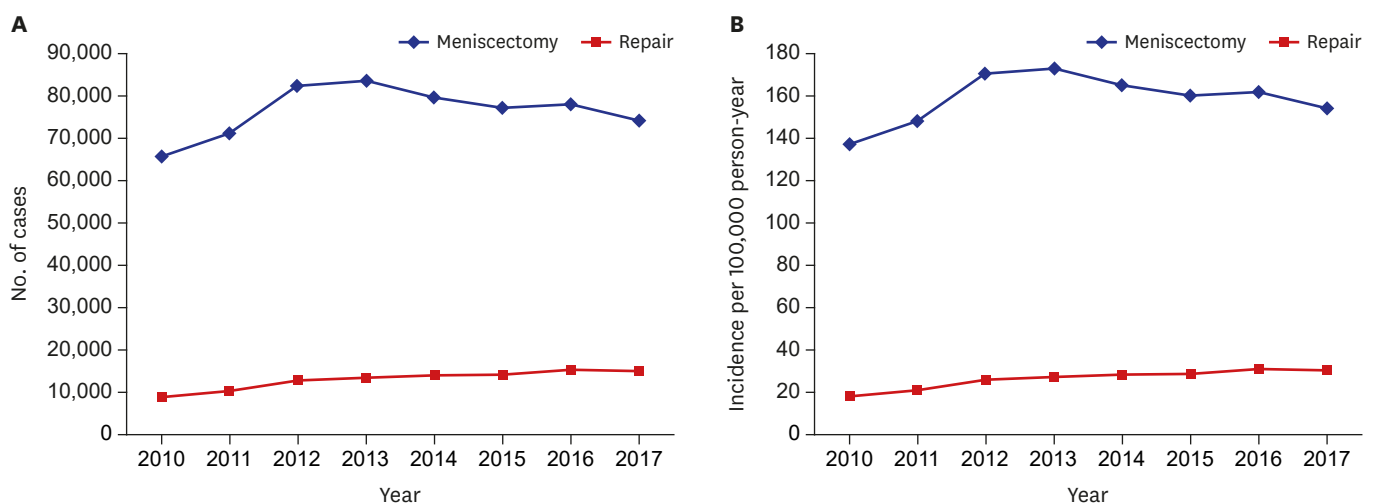 A
Meniscectomy Repair
No. of cases
90,000
80,000
70,000
60,000
50,000
40,000
30,000
20,000
10,000
0
2010 2011 2012 2013 2014 2015 2016 2017
Year
B
Meniscectomy Repair
Incidence per 100,000 person-year
180
160
140
120
100
80
60
40
20
0
2010 2011 2012 2013 2014 2015 2016 2017
Year